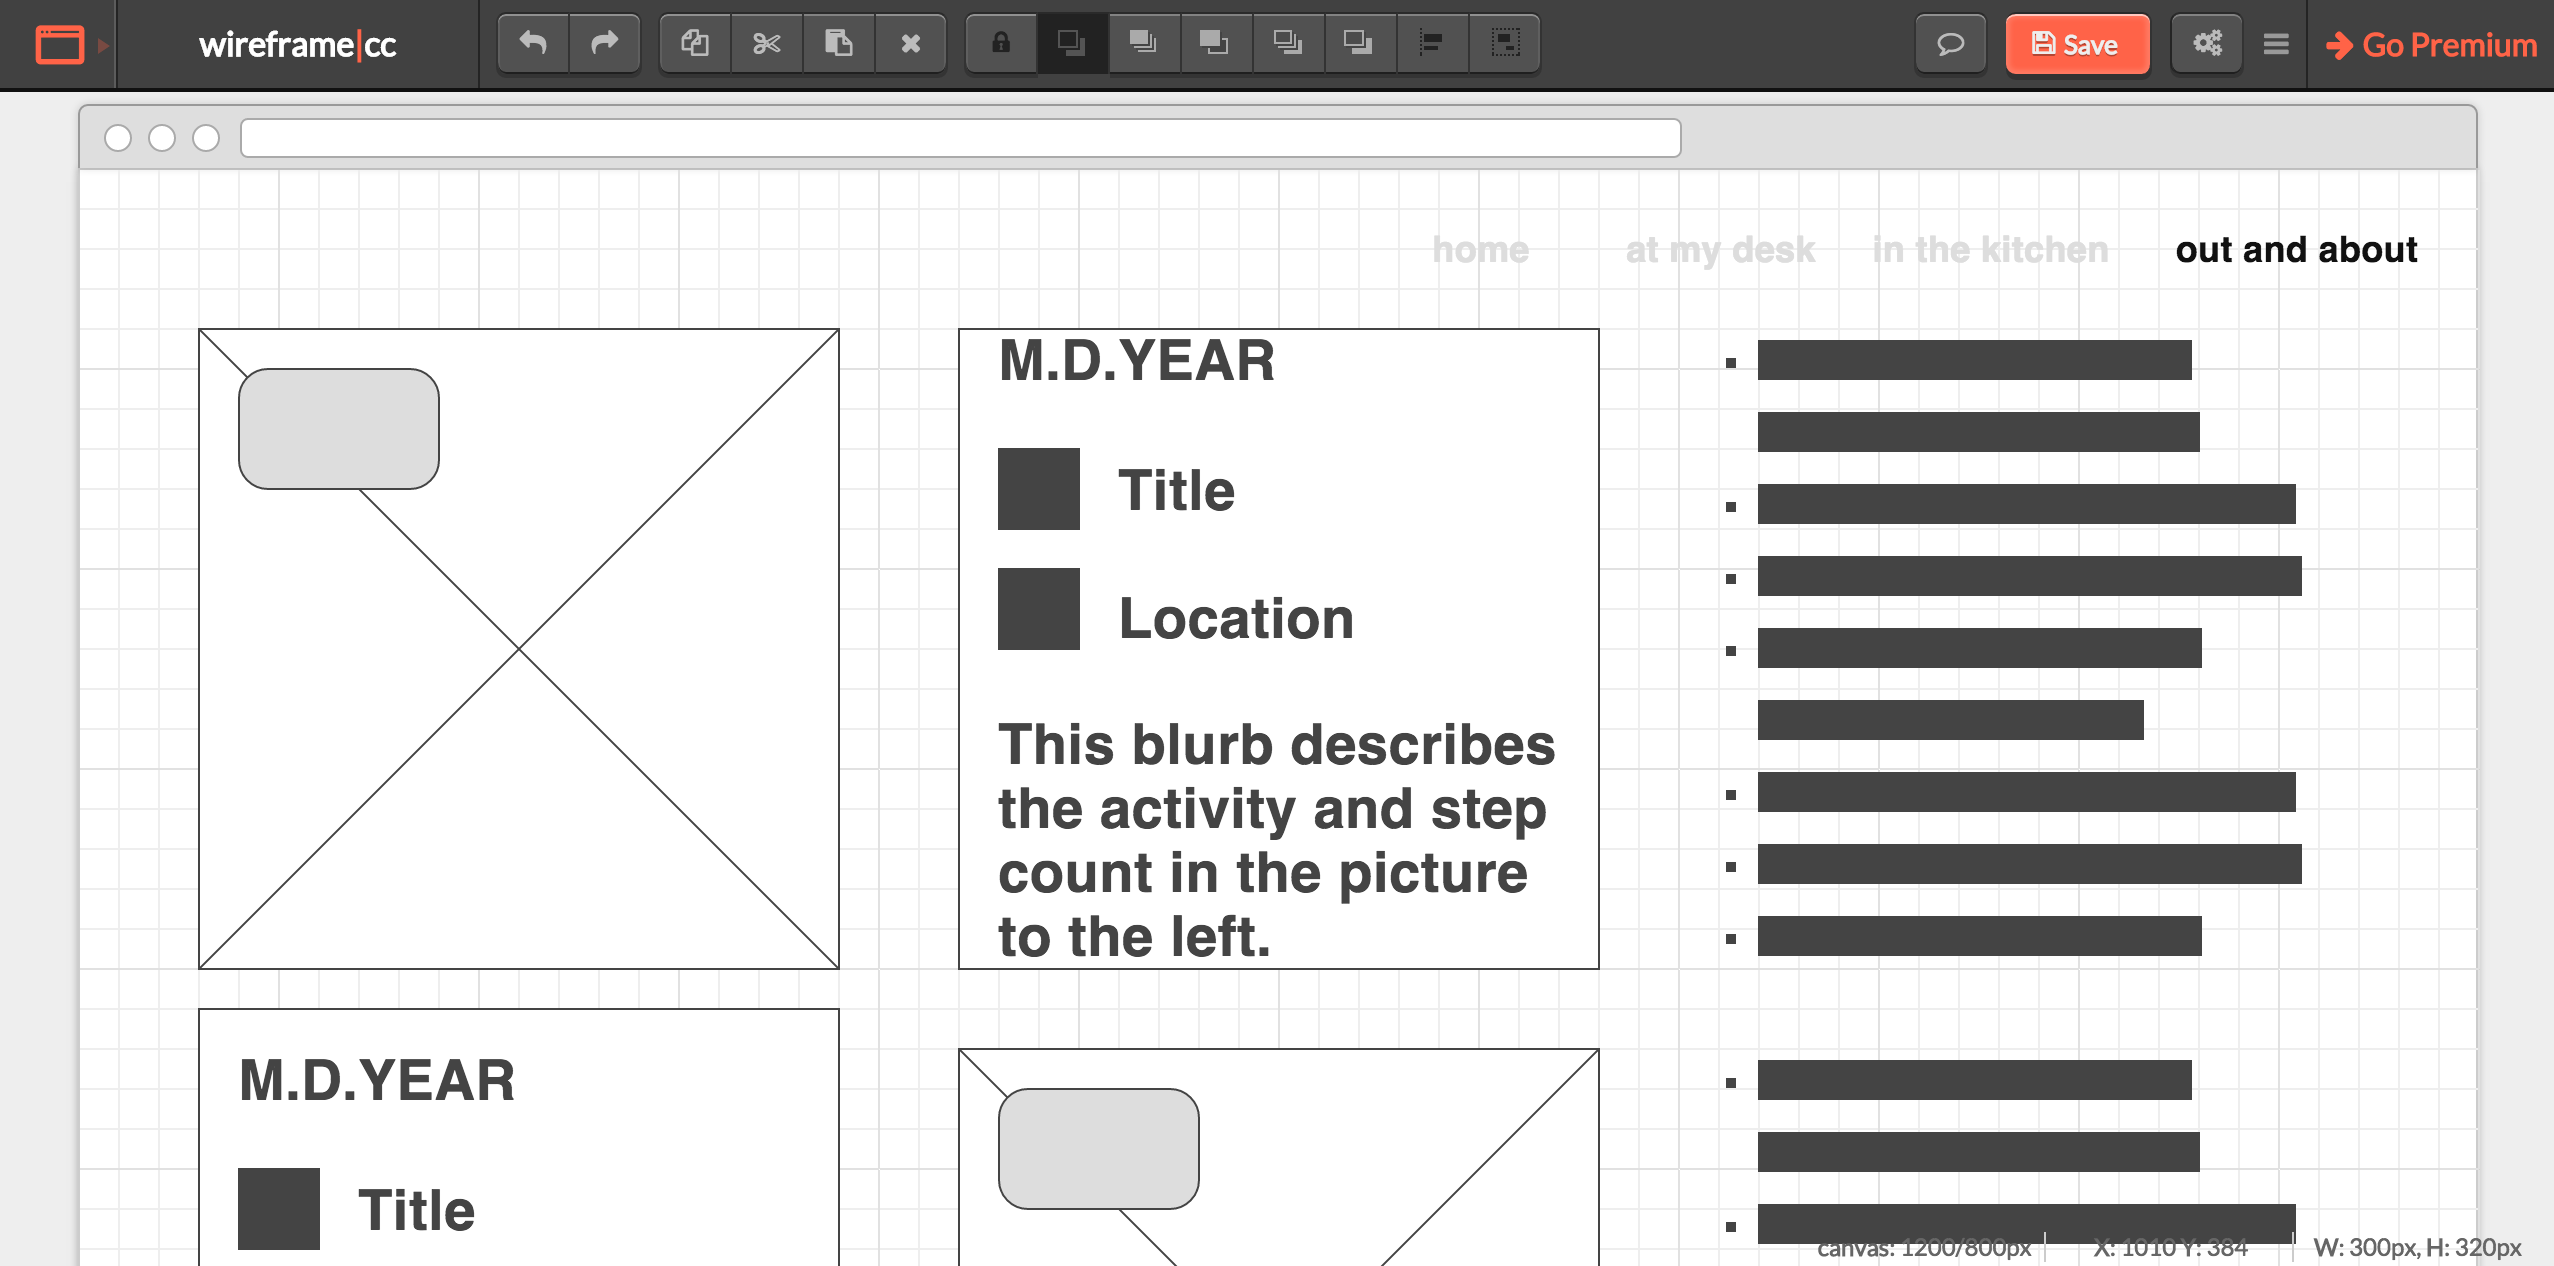 wireframe|cc
Save
Go Premium
home at my desk in the kitchen out and about
M.D.YEAR
Title
Location
This blurb describes
the activity and step
count in the picture
to the left.
M.D.YEAR
Title
canvas: 1200/800px X: 1010 Y: 384 W: 300px, H: 320px